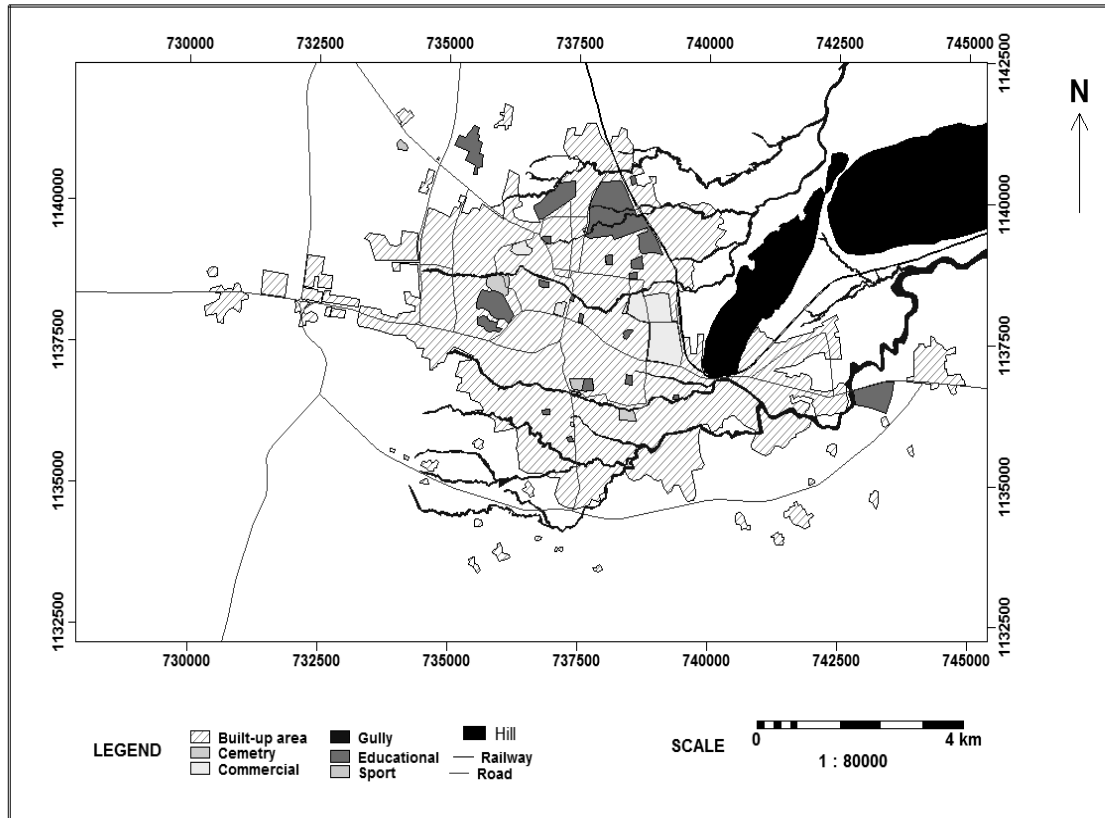 730000 732500 735000 737500 740000 742500 745000
1142500
N
1140000 1140000
1137500 1137500
1135000 1135000
1132500 1132500
730000 732500 735000 737500 740000 742500 745000
LEGEND
Built-up area
Cemetry
Commercial
Gully
Educational
Sport
Hill
Railway
Road
SCALE
0 4 km
1 : 80000